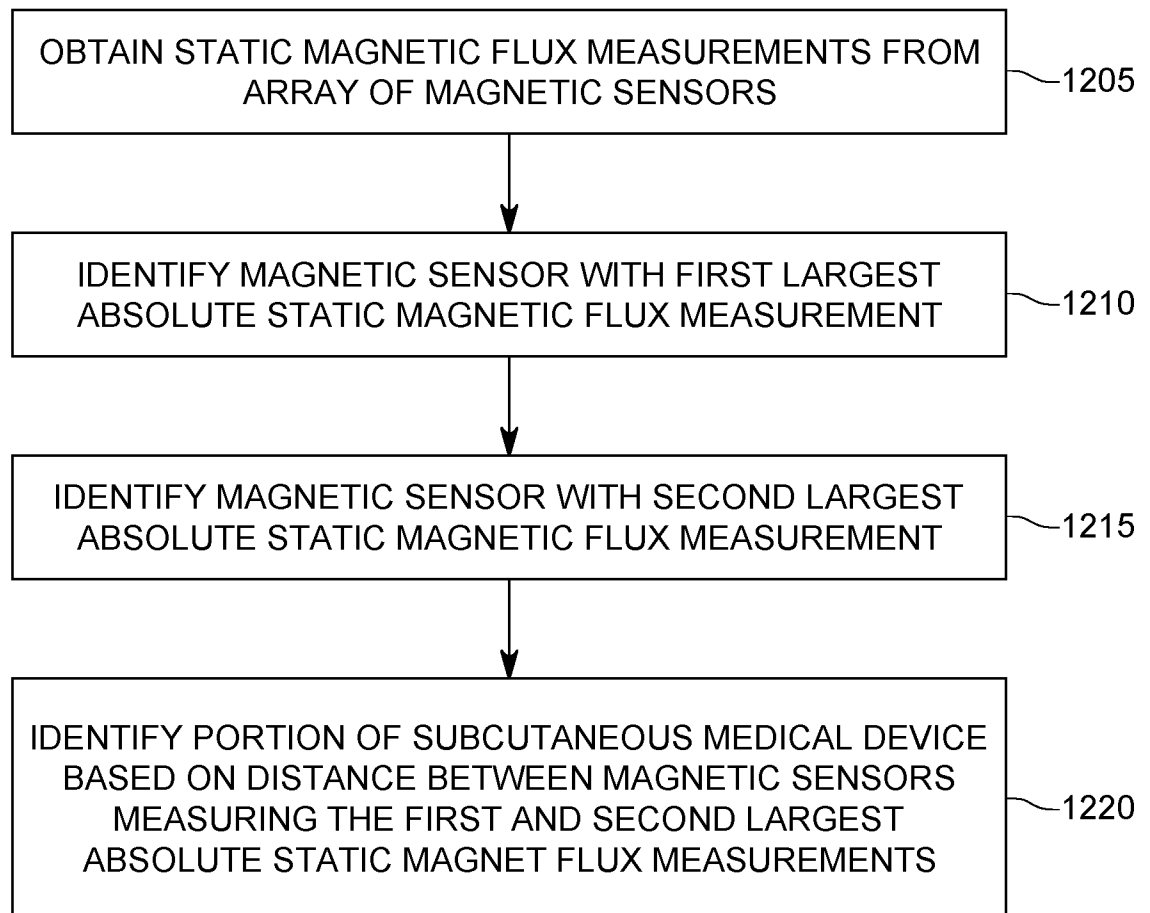 OBTAIN STATIC MAGNETIC FLUX MEASUREMENTS FROM
ARRAY OF MAGNETIC SENSORS
1205
IDENTIFY MAGNETIC SENSOR WITH FIRST LARGEST
ABSOLUTE STATIC MAGNETIC FLUX MEASUREMENT
1210
IDENTIFY MAGNETIC SENSOR WITH SECOND LARGEST
ABSOLUTE STATIC MAGNETIC FLUX MEASUREMENT
1215
IDENTIFY PORTION OF SUBCUTANEOUS MEDICAL DEVICE
BASED ON DISTANCE BETWEEN MAGNETIC SENSORS
MEASURING THE FIRST AND SECOND LARGEST
ABSOLUTE STATIC MAGNET FLUX MEASUREMENTS
1220